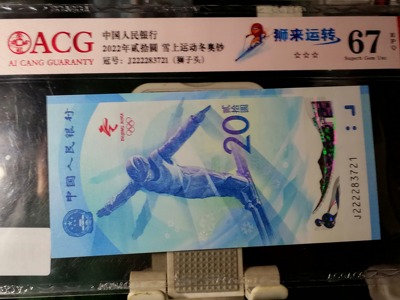 ACG
AI CANG GUARANTY
中国人民银行
2022年贰拾圆 雪上运动冬奥钞
冠号：J222283721（狮子头）
狮来运转
☆☆☆
67
EPQ
Superb Gem Unc
中国人民银行
BEIJING 2022
贰拾圆
20
J222283721